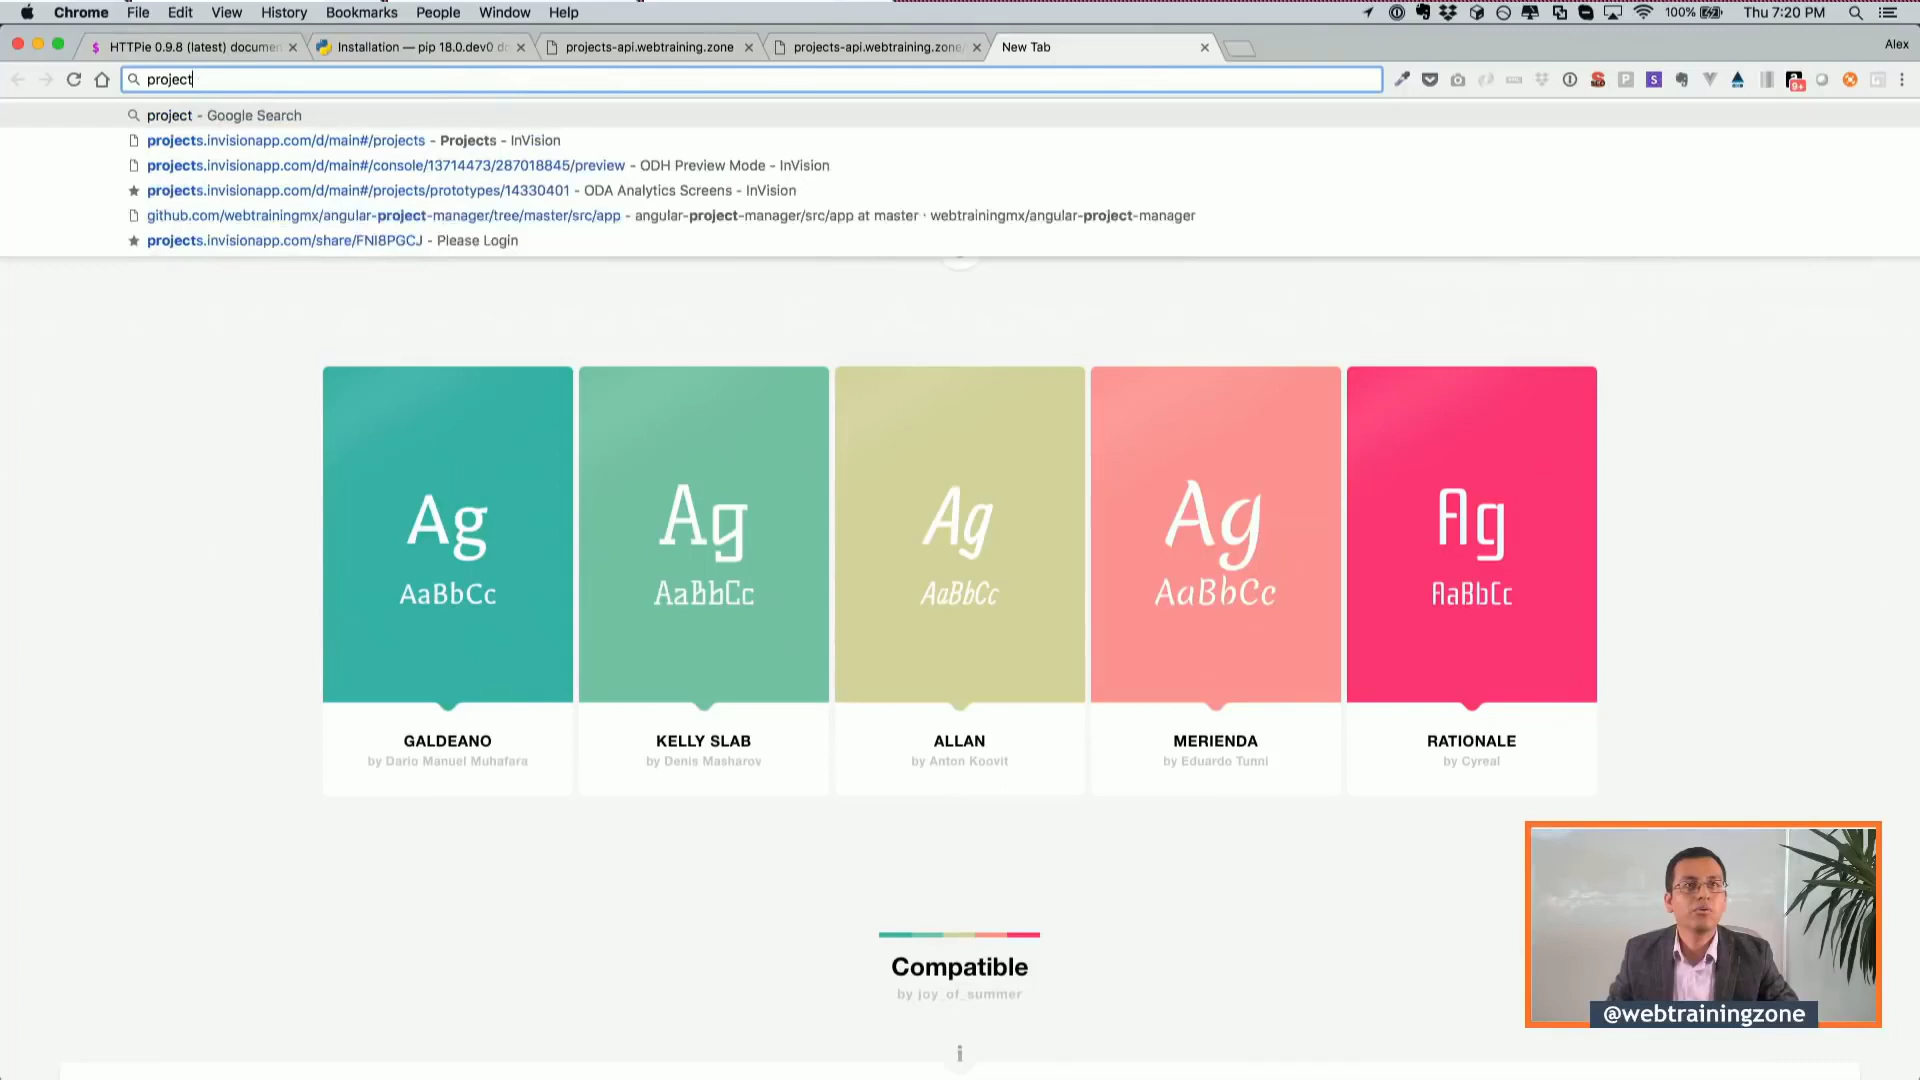 Chrome File Edit View History Bookmarks People Window Help 100% Thu 7:20 PM
$ HTTPie 0.9.8 (latest) documen
Installation — pip 18.0.dev0 do
projects-api.webtraining.zone
projects-api.webtraining.zone/
New Tab
Alex
project
9+
project - Google Search
projects.invisionapp.com/d/main#/projects - Projects - InVision
projects.invisionapp.com/d/main#/console/13714473/287018845/preview - ODH Preview Mode - InVision
projects.invisionapp.com/d/main#/projects/prototypes/14330401 - ODA Analytics Screens - InVision
github.com/webtrainingmx/angular-project-manager/tree/master/src/app - angular-project-manager/src/app at master · webtrainingmx/angular-project-manager
projects.invisionapp.com/share/FNI8PGCJ - Please Login
Ag Ag Ag Ag Ag
AaBbCc AaBbCc AaBbCc AaBbCc AaBbCc
GALDEANO KELLY SLAB ALLAN MERIENDA RATIONALE
by Dario Manuel Muhafara by Denis Masharov by Anton Koovit by Eduardo Tunni by Cyreal
Compatible
by joy_of_summer
i
@webtrainingzone